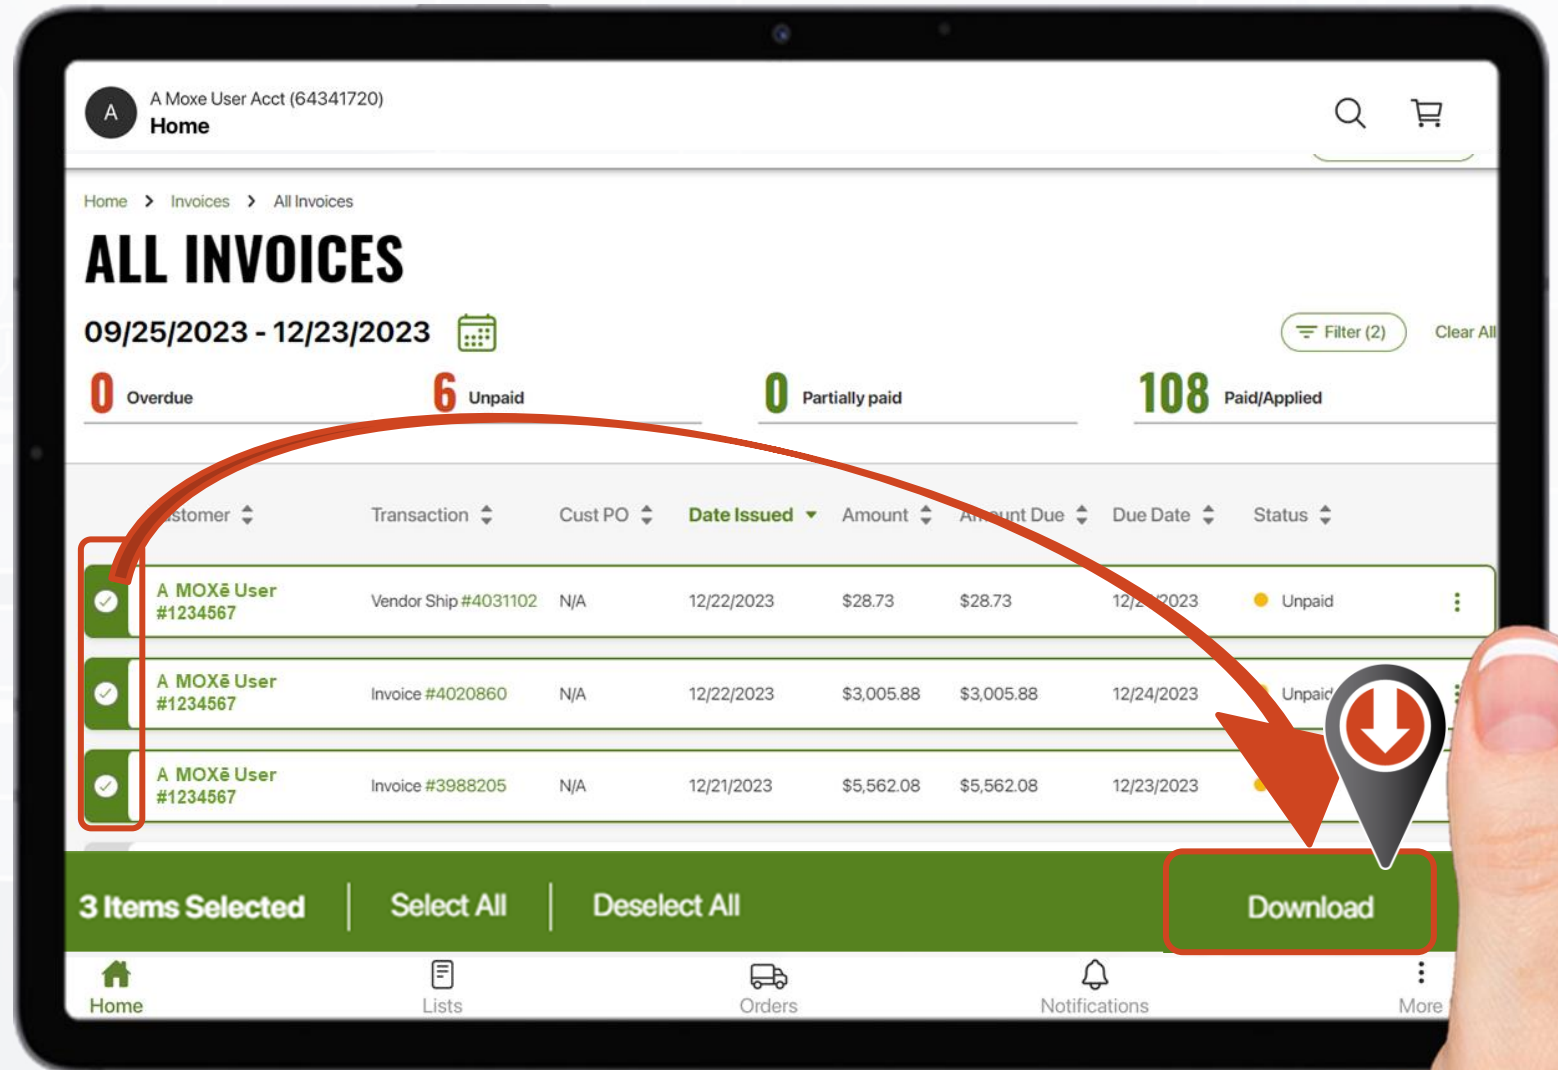 A
A Moxe User Acct (64341720)
Home
Home > Invoices > All Invoices
ALL INVOICES
09/25/2023 - 12/23/2023
Filter (2) Clear All
0 Overdue 6 Unpaid 0 Partially paid 108 Paid/Applied
Transaction Cust PO Date Issued Amount Amount Due Due Date Status
A MOXē User
#1234567
Vendor Ship #4031102 N/A 12/22/2023 $28.73 $28.73 Unpaid
A MOXē User
#1234567
Invoice #4020860 N/A 12/22/2023 $3,005.88 $3,005.88 12/24/2023 Unpaid
A MOXē User
#1234567
Invoice #3988205 N/A 12/21/2023 $5,562.08 $5,562.08 12/23/2023
3 Items Selected | Select All | Deselect All Download
Home Lists Orders Notifications More